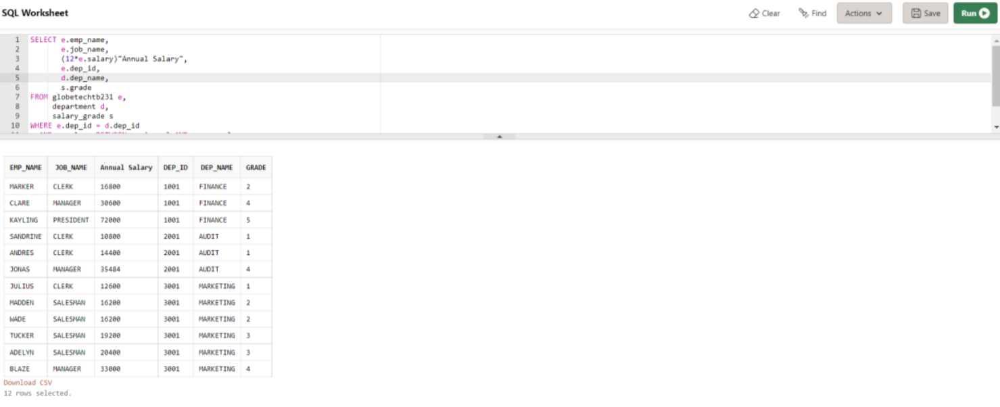 SQL Worksheet
Clear Find Actions Save Run
1 SELECT e.emp_name,
2 e.job_name,
3 (12*e.salary)"Annual Salary",
4 e.dep_id,
5 d.dep_name,
6 s.grade
7 FROM globetechtb231 e,
8 department d,
9 salary_grade s
10 WHERE e.dep_id = d.dep_id
EMP_NAME JOB_NAME Annual Salary DEP_ID DEP_NAME GRADE
MARKER CLERK 16800 1001 FINANCE 2
CLARE MANAGER 30600 1001 FINANCE 4
KAYLING PRESIDENT 72000 1001 FINANCE 5
SANDRINE CLERK 10800 2001 AUDIT 1
ANDRES CLERK 14400 2001 AUDIT 1
JONAS MANAGER 35484 2001 AUDIT 4
JULIUS CLERK 12600 3001 MARKETING 1
MADDEN SALESMAN 16200 3001 MARKETING 2
WADE SALESMAN 16200 3001 MARKETING 2
TUCKER SALESMAN 19200 3001 MARKETING 3
ADELYN SALESMAN 20400 3001 MARKETING 3
BLAZE MANAGER 33000 3001 MARKETING 4
Download CSV
12 rows selected.